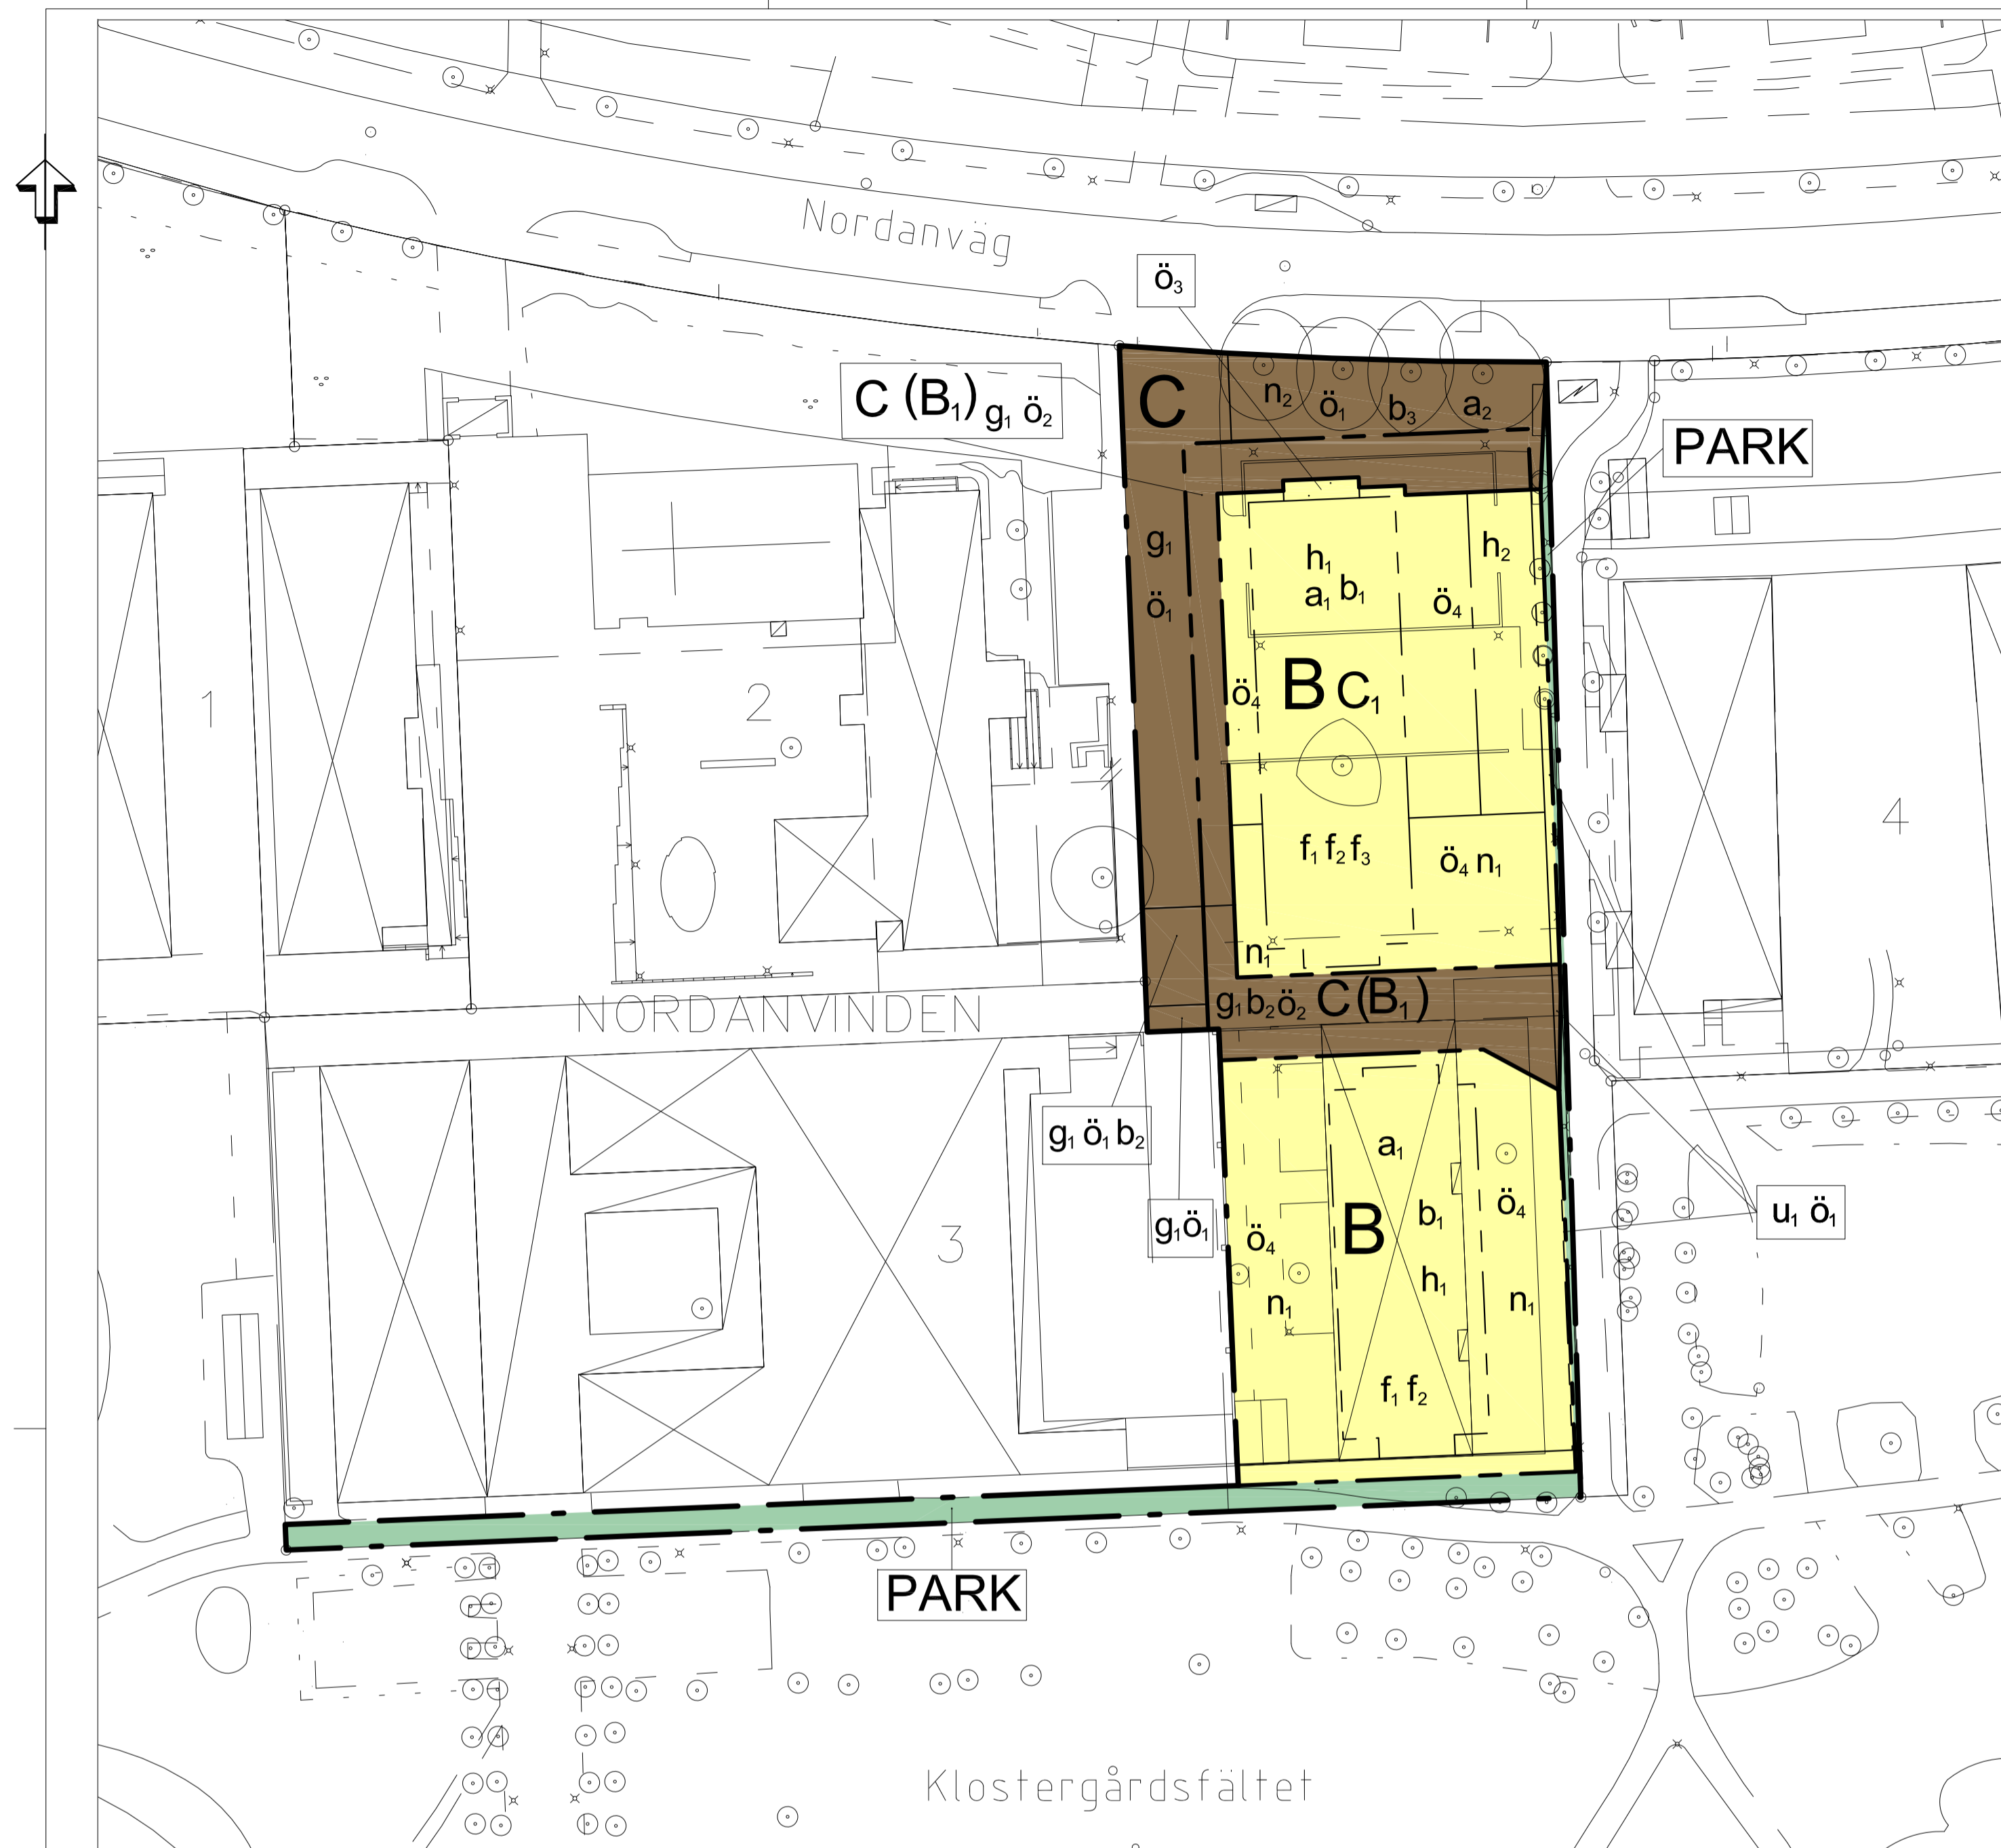 Nordanväg
ö₃
C (B₁) g₁ ö₂
C
n₂ ö₁ b₃ a₂
PARK
g₁
ö₁
h₁
a₁ b₁
h₂
ö₄
ö₄
B C₁
1
2
4
f₁ f₂ f₃
ö₄ n₁
n₁
NORDANVINDEN
g₁ b₂ ö₂ C (B₁)
g₁ ö₁ b₂
a₁
g₁ ö₁
3
ö₄
B
b₁
ö₄
u₁ ö₁
h₁
n₁
n₁
f₁ f₂
PARK
Klostergårdsfältet